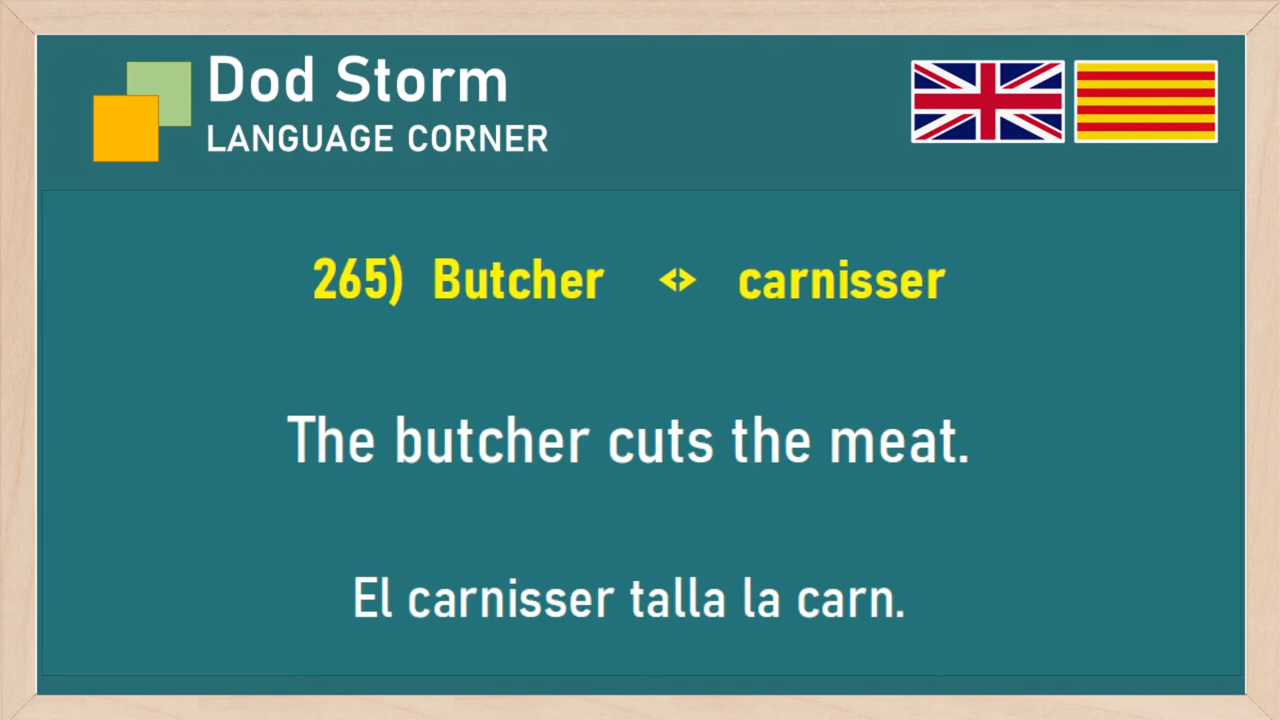 Dod Storm
LANGUAGE CORNER
265) Butcher <> carnisser
The butcher cuts the meat.
El carnisser talla la carn.